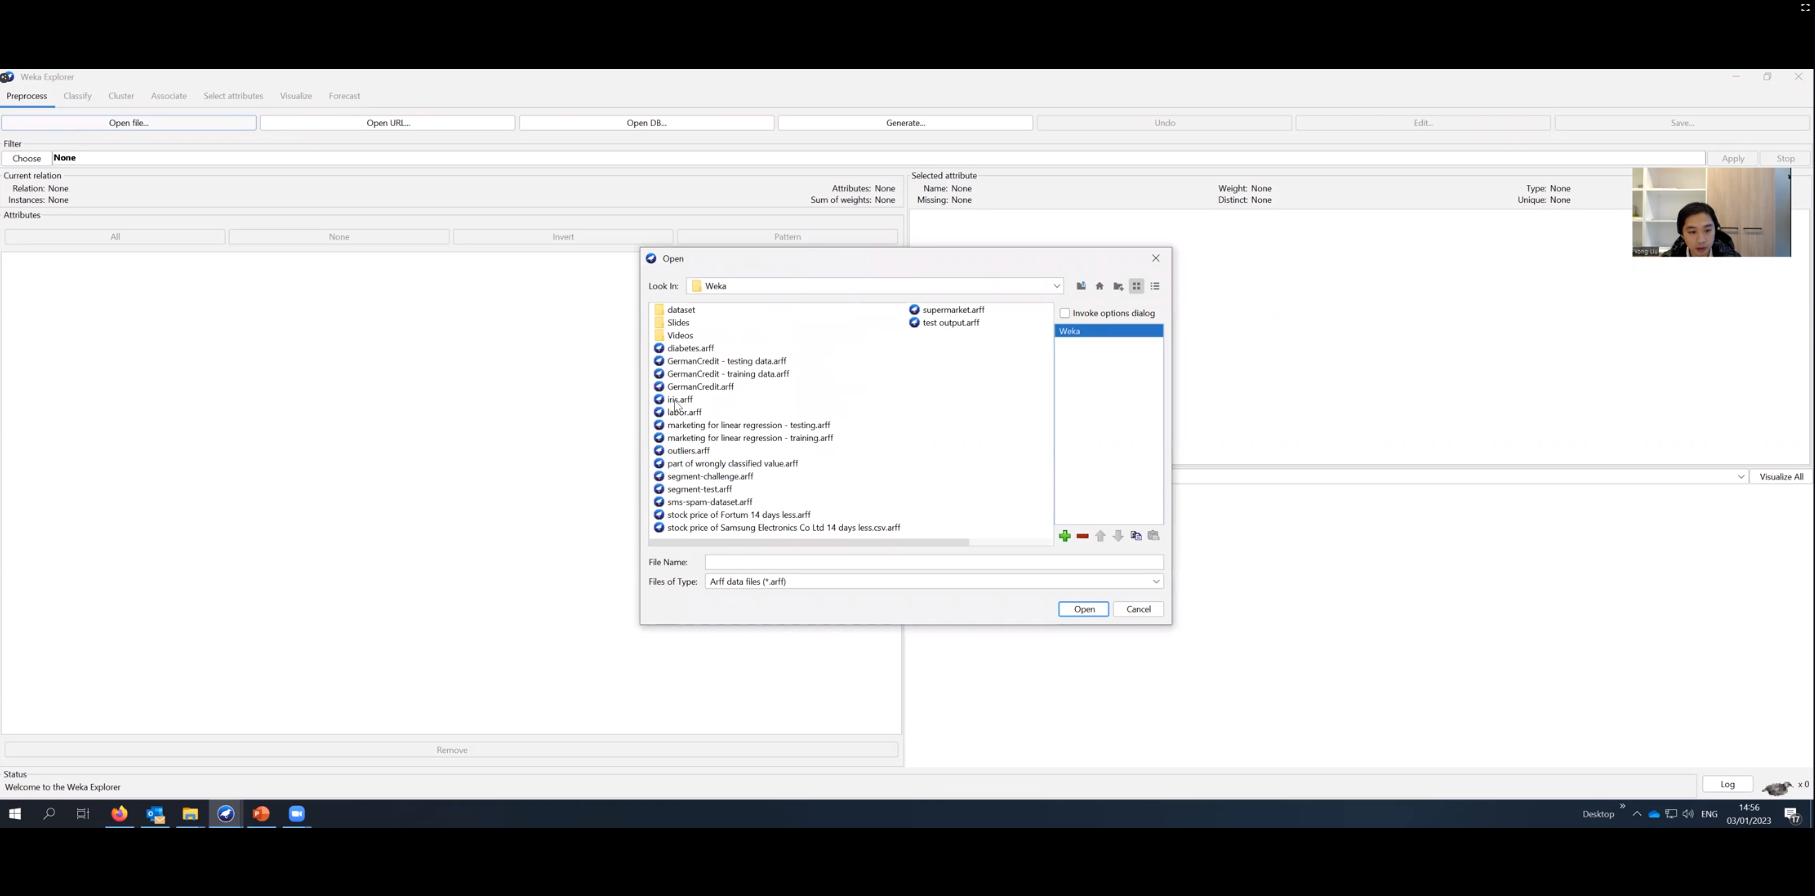 Weka Explorer
Preprocess Classify Cluster Associate Select attributes Visualize Forecast
Open file... Open URL... Open DB... Generate... Undo Edit... Save...
Filter
Choose None Apply Stop
Current relation
Relation: None Attributes: None
Instances: None Sum of weights: None
Selected attribute
Name: None Weight: None Type: None
Missing: None Distinct: None Unique: None
Attributes
All None Invert Pattern
Open
Look In: Weka
dataset
Slides
Videos
diabetes.arff
GermanCredit - testing data.arff
GermanCredit - training data.arff
GermanCredit.arff
iris.arff
labor.arff
marketing for linear regression - testing.arff
marketing for linear regression - training.arff
outliers.arff
part of wrongly classified value.arff
segment-challenge.arff
segment-test.arff
sms-spam-dataset.arff
stock price of Fortum 14 days less.arff
stock price of Samsung Electronics Co Ltd 14 days less.csv.arff
supermarket.arff
test output.arff
Invoke options dialog
Weka
File Name:
Files of Type: Arff data files (*.arff)
Open Cancel
Visualize All
Remove
Status
Welcome to the Weka Explorer
Log x 0
Desktop ENG 14:56
03/01/2023
17